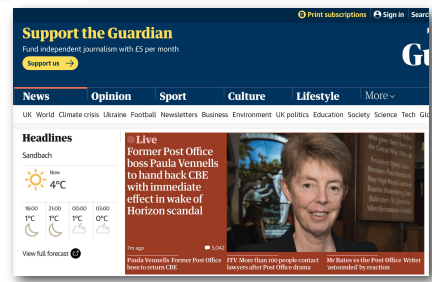 Print subscriptions
Sign in
Searc
Support the Guardian
Fund independent journalism with £5 per month
Support us →
Gu
News
Opinion
Sport
Culture
Lifestyle
More
UK World Climate crisis Ukraine Football Newsletters Business Environment UK politics Education Society Science Tech Glo
Headlines
Sandbach
Now
4°C
18:00 21:00 00:00 03:00
1°C 1°C 1°C 0°C
View full forecast
Live
Former Post Office
boss Paula Vennells
to hand back CBE
with immediate
effect in wake of
Horizon scandal
7m ago
3,042
Paula Vennells Former Post Office
boss to return CBE
ITV More than 100 people contact
lawyers after Post Office drama
Mr Bates vs the Post Office Writer
'astounded' by reaction